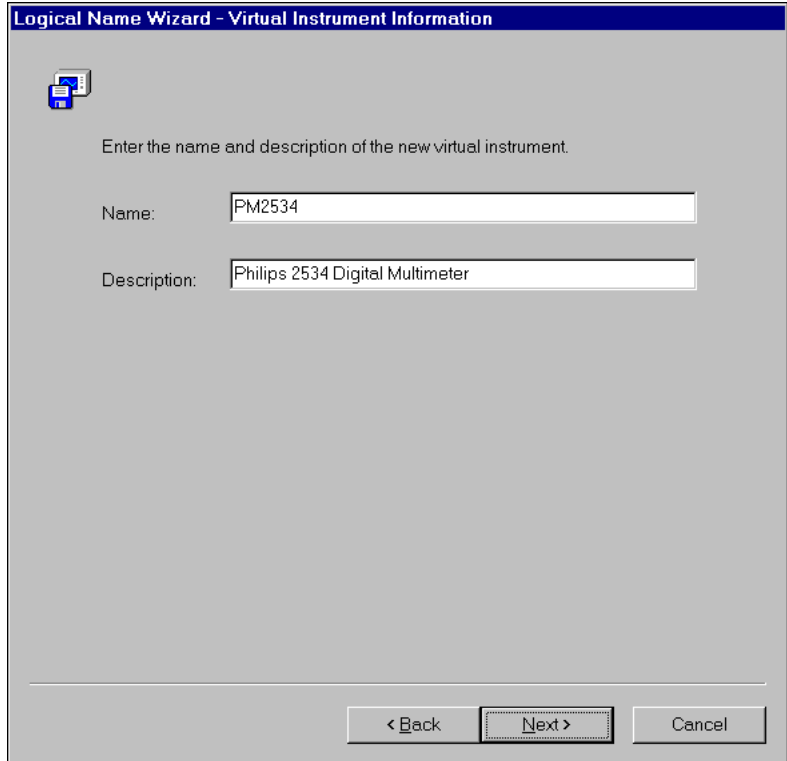 Logical Name Wizard - Virtual Instrument Information
Enter the name and description of the new virtual instrument.
Name: PM2534
Description: Philips 2534 Digital Multimeter
< Back Next > Cancel